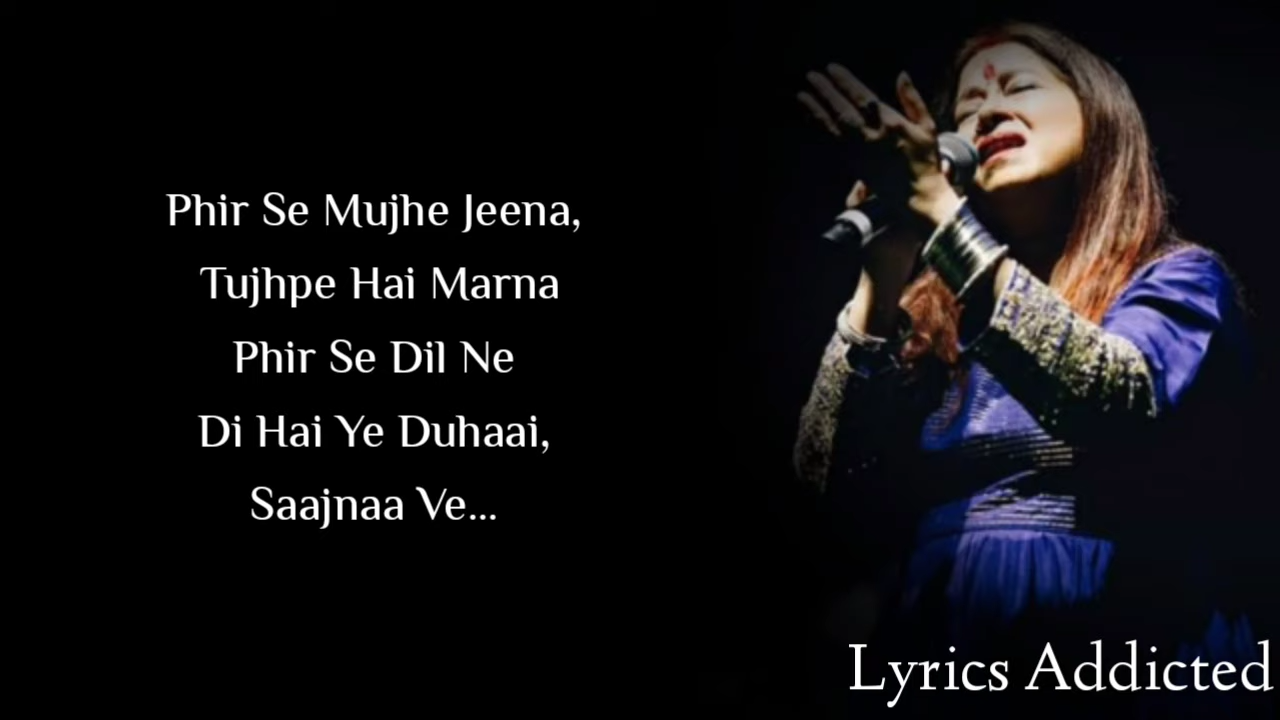 Phir Se Mujhe Jeena,
Tujhpe Hai Marna
Phir Se Dil Ne
Di Hai Ye Duhaai,
Saajnaa Ve...
Lyrics Addicted